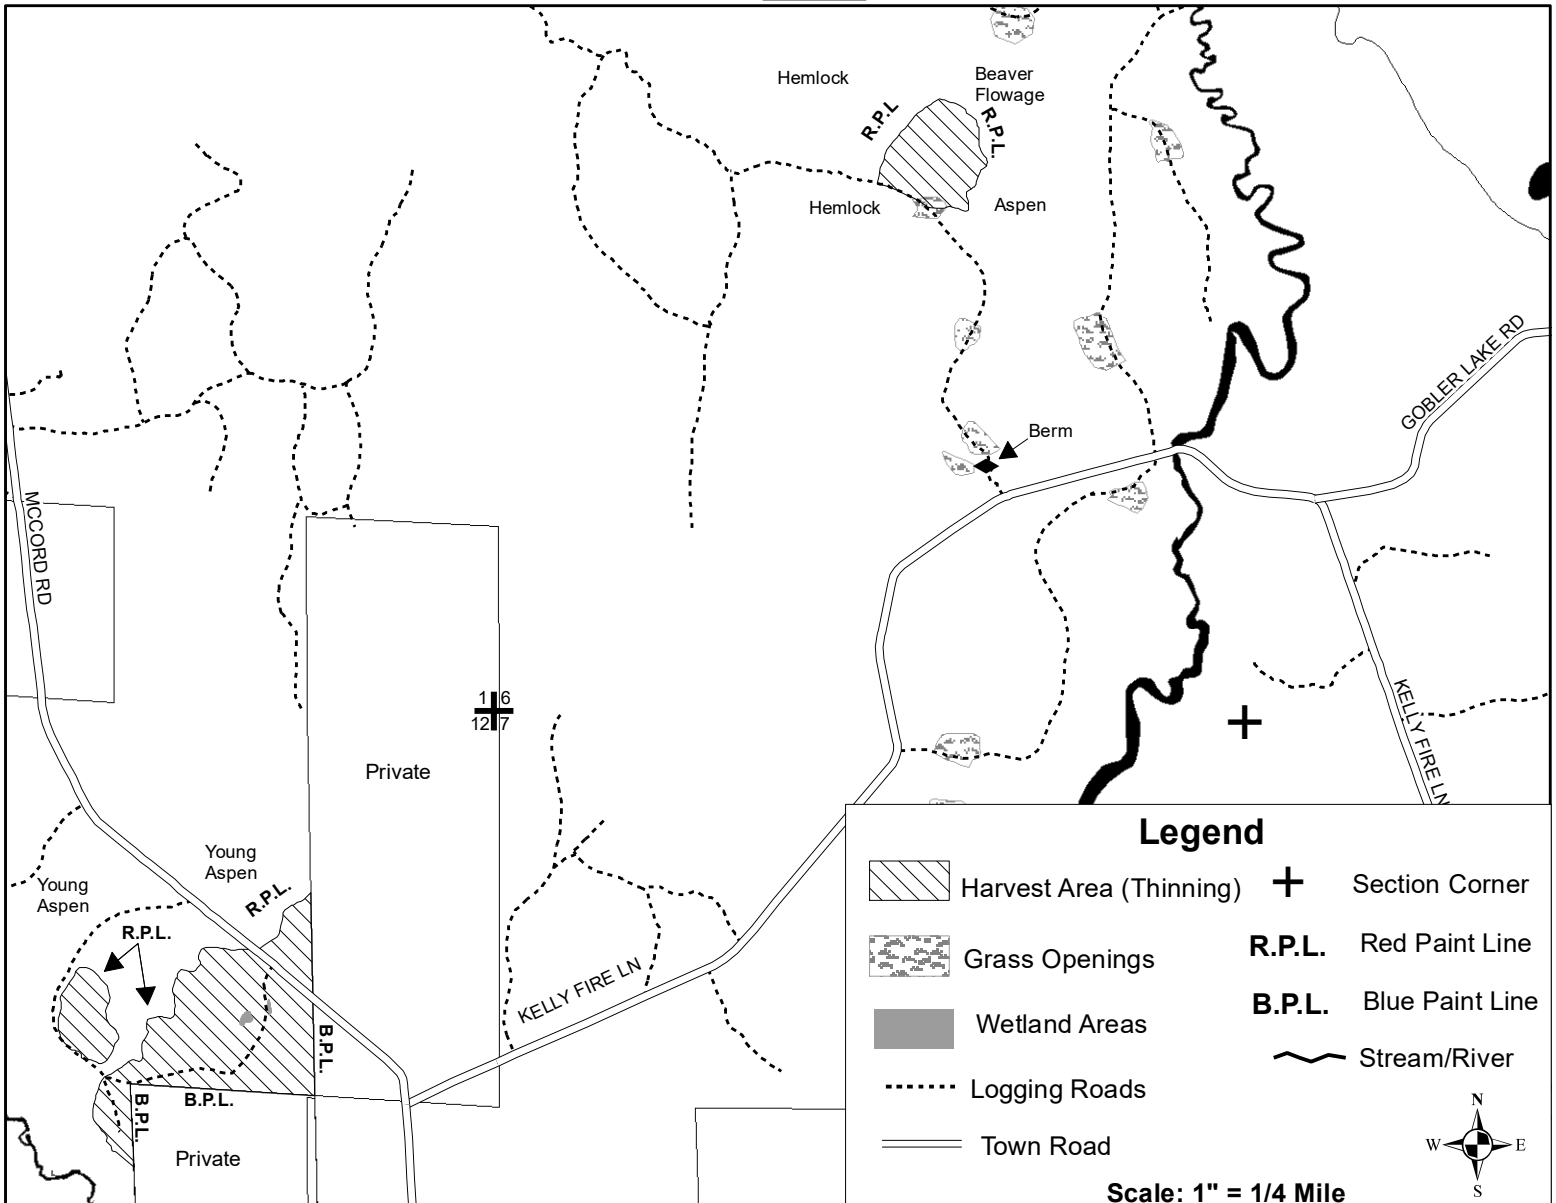 Hemlock
Beaver
Flowage
R.P.L
R.P.L.
Hemlock
Aspen
GOBLER LAKE RD
Berm
MCCORD RD
1 6
12 7
KELLY FIRE LN
Private
Young
Aspen
Young
Aspen
R.P.L.
R.P.L.
KELLY FIRE LN
B.P.L.
B.P.L.
B.P.L.
Private
Legend
Harvest Area (Thinning)
Section Corner
Grass Openings
R.P.L.
Red Paint Line
Wetland Areas
B.P.L.
Blue Paint Line
Logging Roads
Stream/River
Town Road
N
W
E
S
Scale: 1" = 1/4 Mile